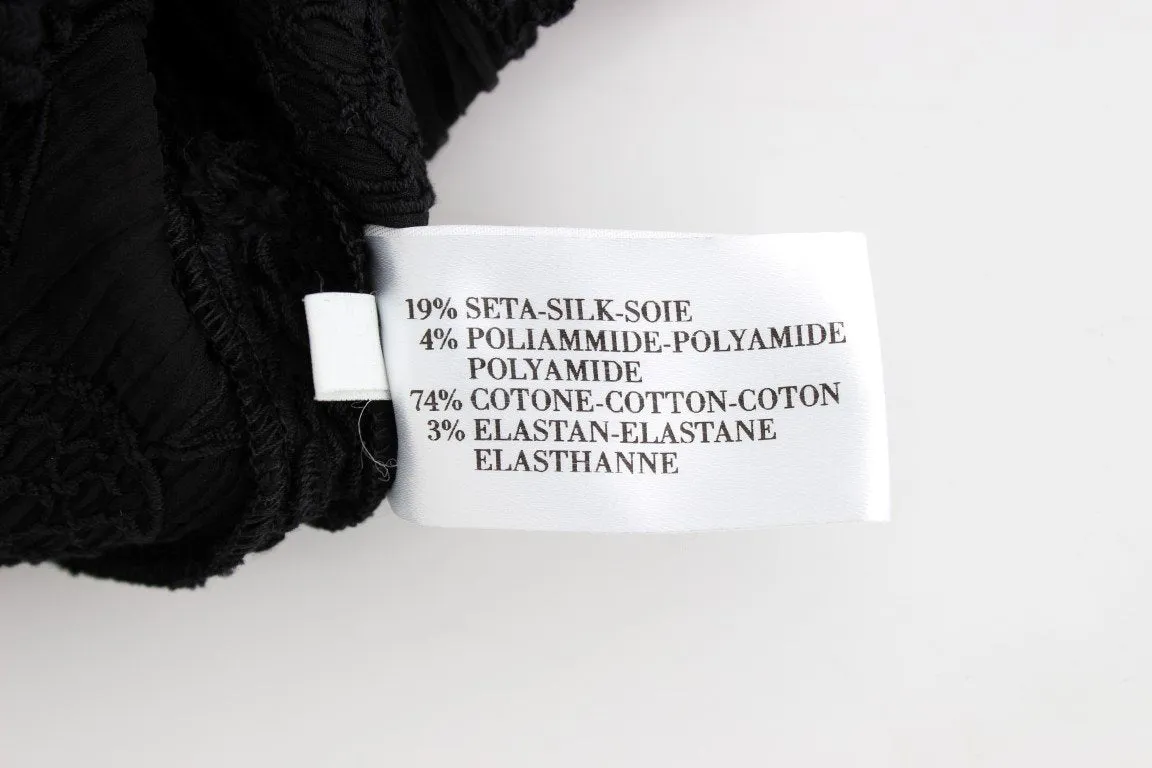 19% SETA-SILK-SOIE
4% POLIAMMIDE-POLYAMIDE
POLYAMIDE
74% COTONE-COTTON-COTON
3% ELASTAN-ELASTANE
ELASTHANNE